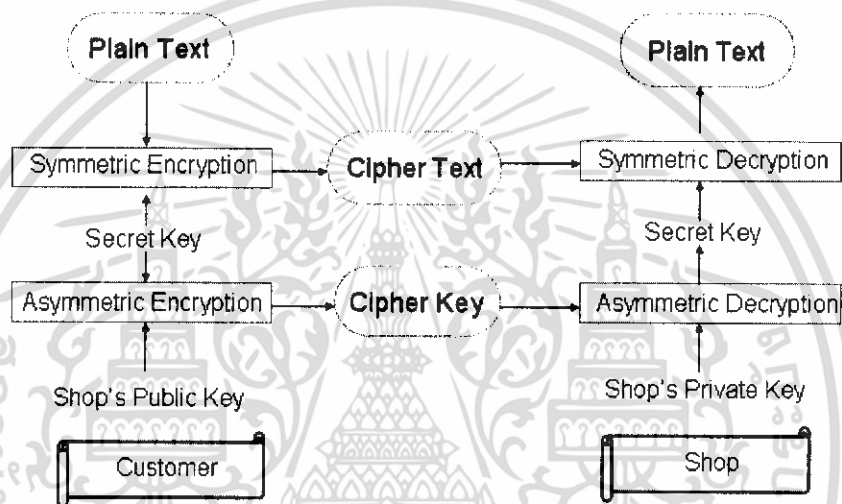 Plain Text
Plain Text
Symmetric Encryption
Cipher Text
Symmetric Decryption
Secret Key
Secret Key
Asymmetric Encryption
Cipher Key
Asymmetric Decryption
Shop's Public Key
Shop's Private Key
Customer
Shop